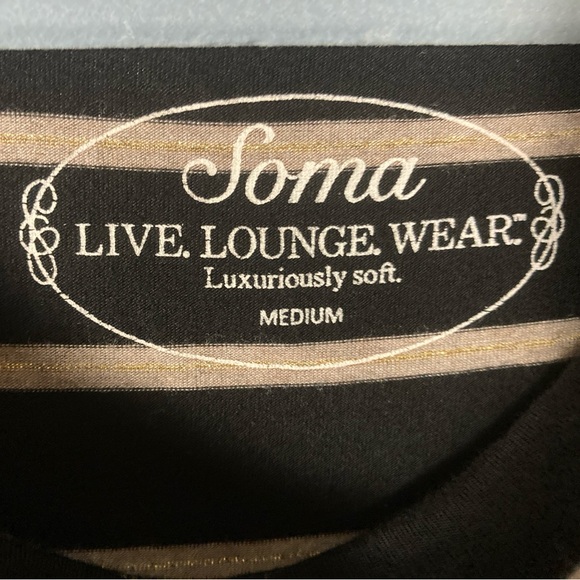 Soma
LIVE. LOUNGE. WEAR.™
Luxuriously soft.
MEDIUM